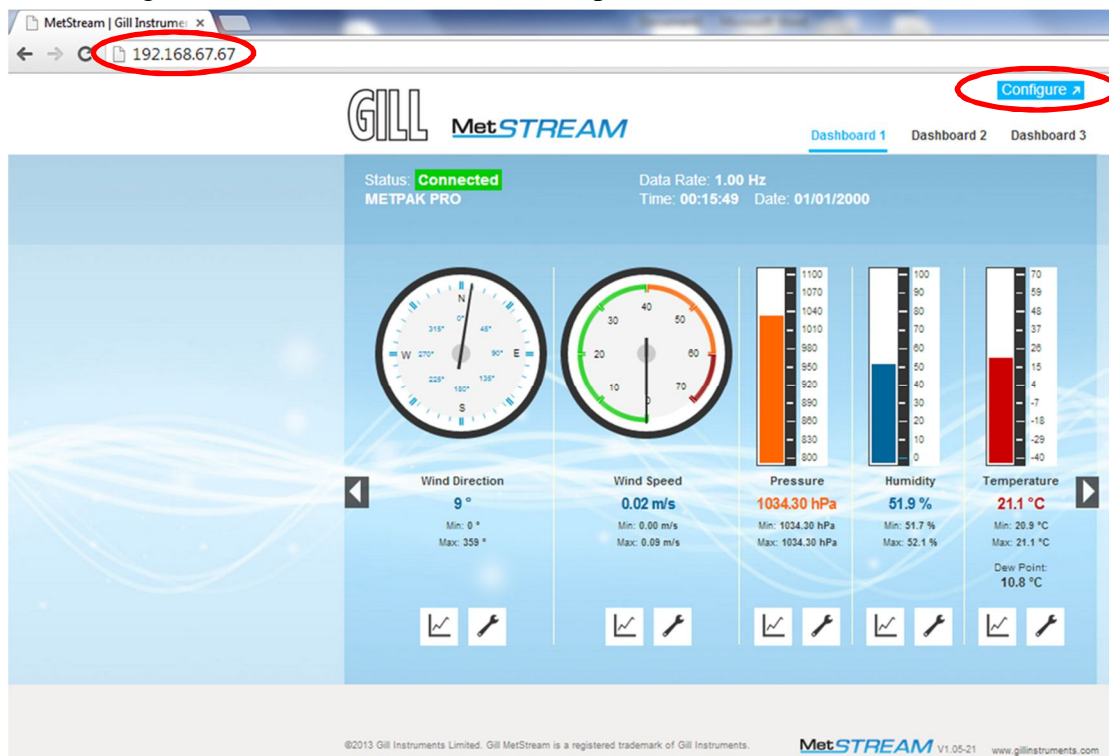 MetStream | Gill Instrumer
192.168.67.67
Configure
GILL MetSTREAM
Dashboard 1 Dashboard 2 Dashboard 3
Status: Connected
METPAK PRO
Data Rate: 1.00 Hz
Time: 00:15:49 Date: 01/01/2000
N
0°
45°
90°
E
135°
180°
S
225°
270°
W
315°
0
10
20
30
40
50
60
70
1100
1070
1040
1010
980
950
920
890
860
830
800
100
90
80
70
60
50
40
30
20
10
0
70
59
48
37
26
15
4
-7
-18
-29
-40
Wind Direction
9 °
Min: 0 °
Max: 359 °
Wind Speed
0.02 m/s
Min: 0.00 m/s
Max: 0.09 m/s
Pressure
1034.30 hPa
Min: 1034.30 hPa
Max: 1034.30 hPa
Humidity
51.9 %
Min: 51.7 %
Max: 52.1 %
Temperature
21.1 °C
Min: 20.9 °C
Max: 21.1 °C
Dew Point:
10.8 °C
©2013 Gill Instruments Limited. Gill MetStream is a registered trademark of Gill Instruments.
MetSTREAM V1.05-21 www.gillinstruments.com